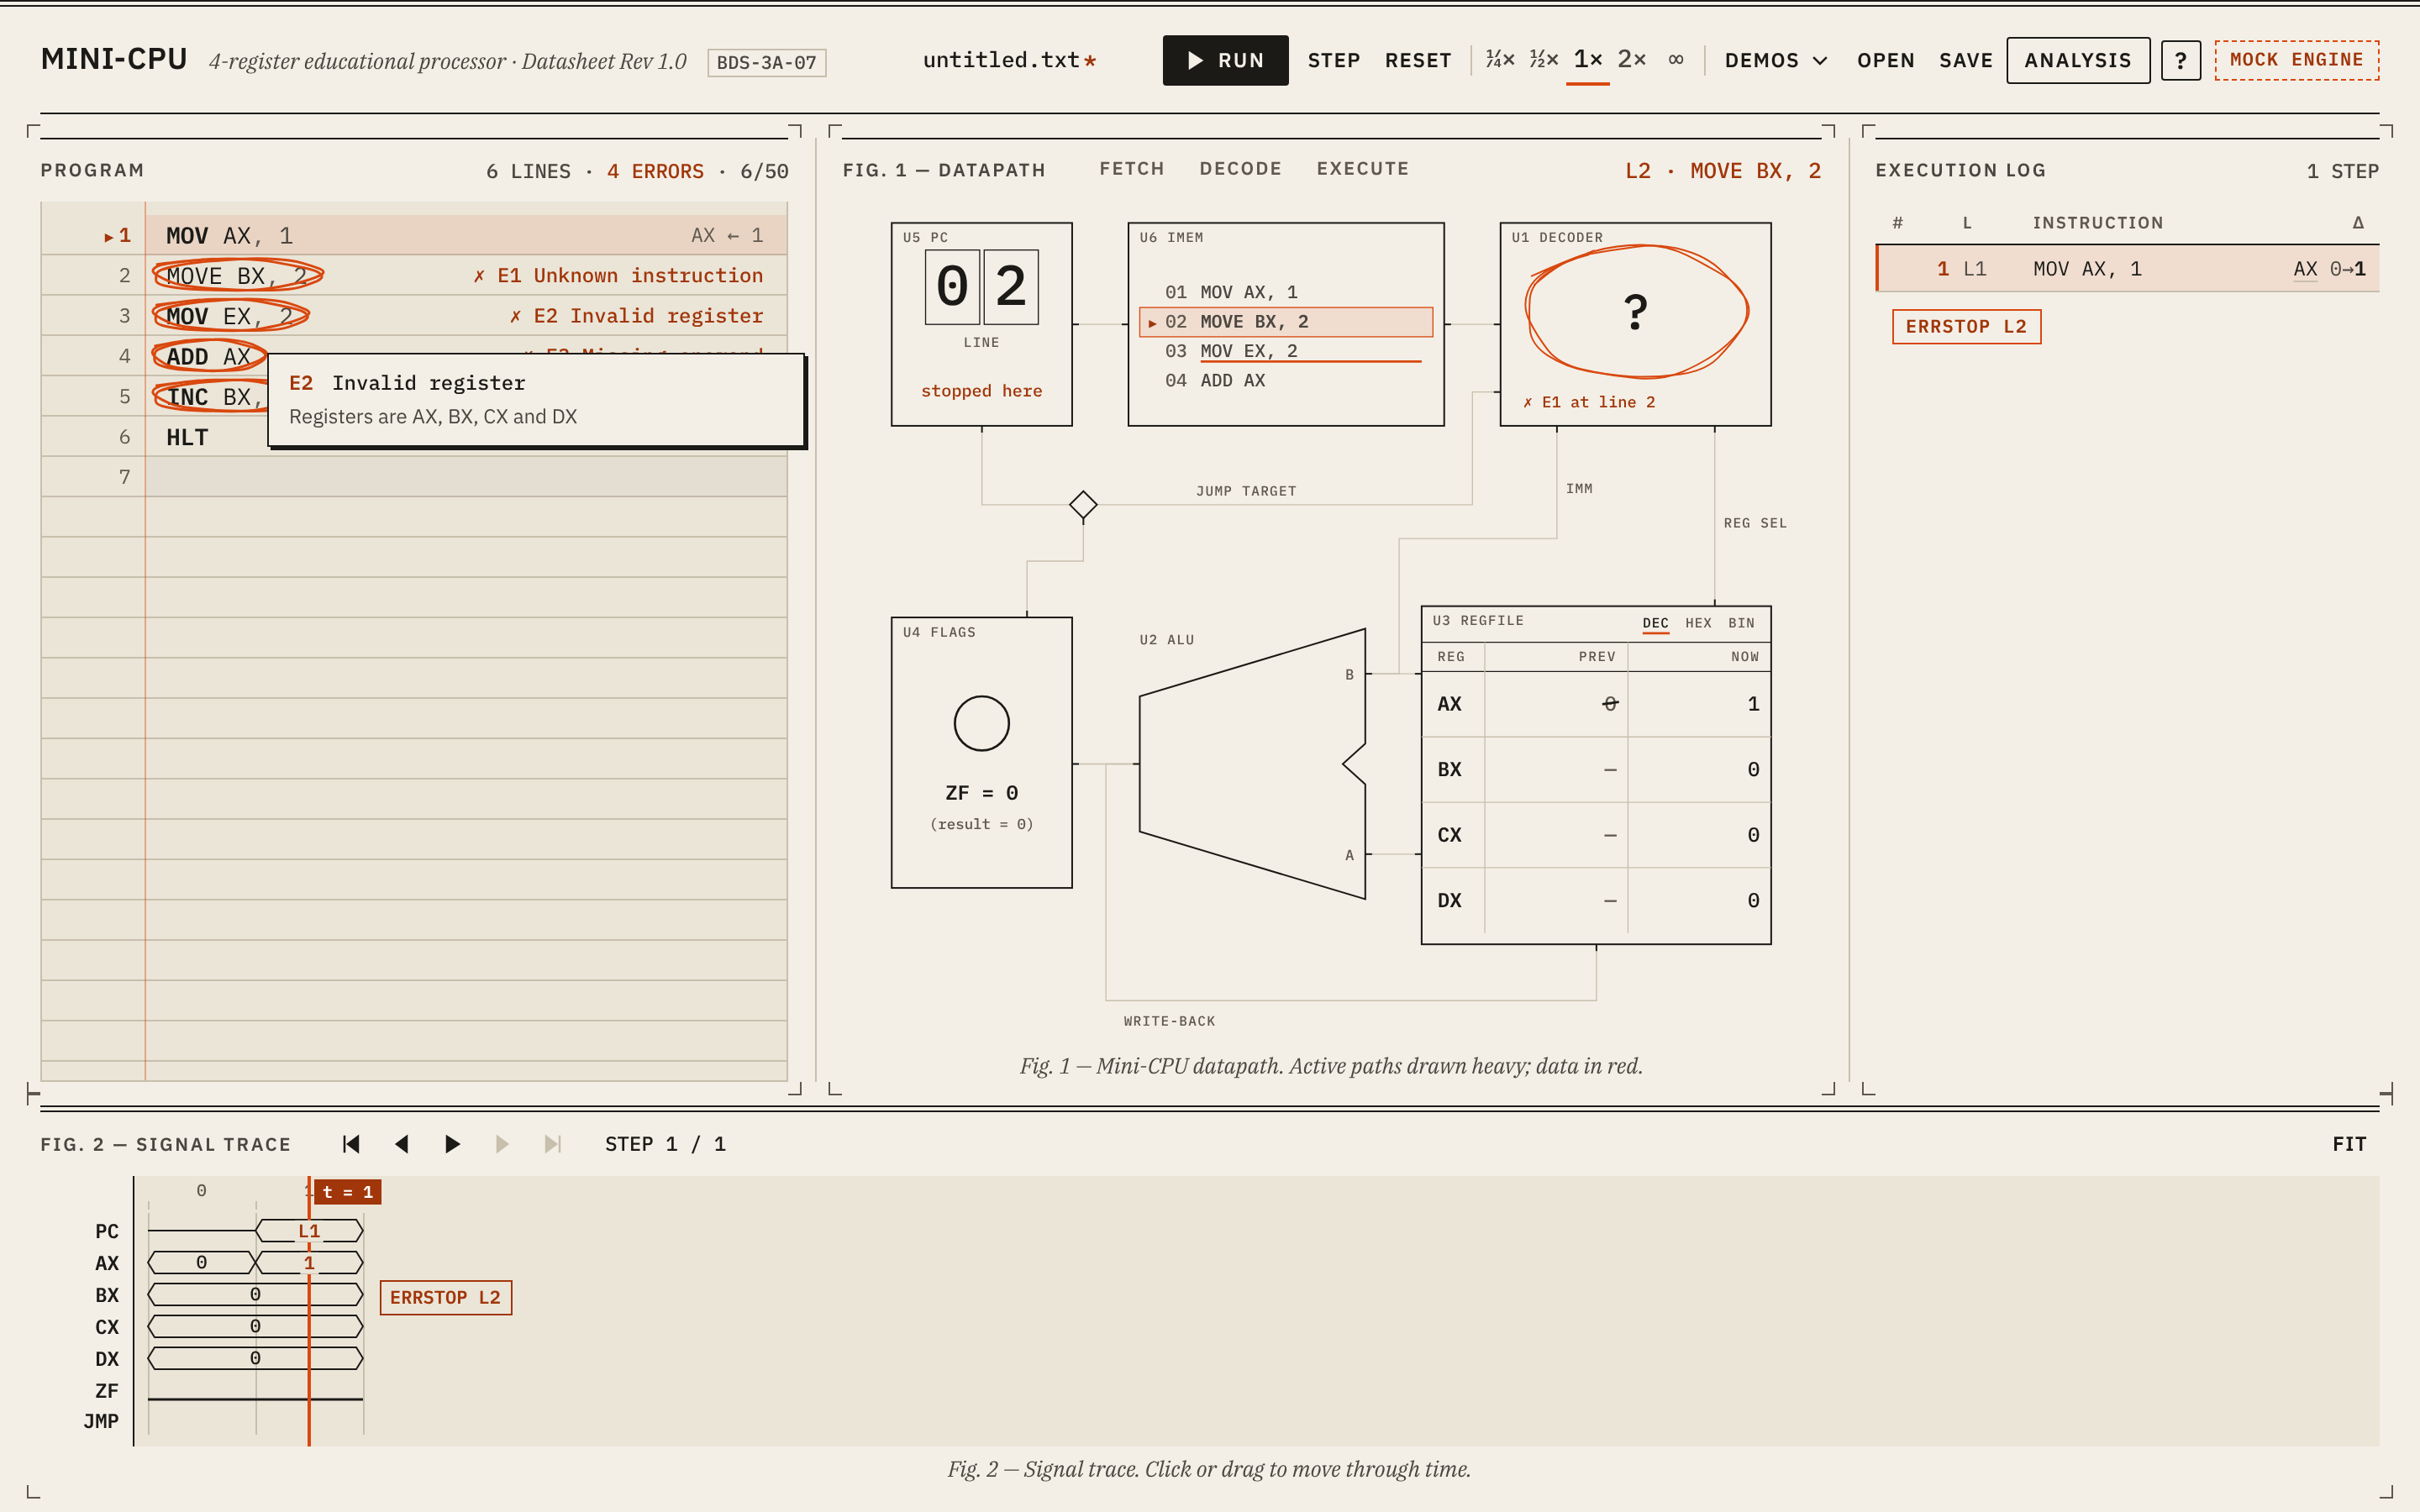 MINI-CPU 4-register educational processor · Datasheet Rev 1.0 BDS-3A-07 untitled.txt* RUN STEP RESET ¼× ½× 1× 2× ∞ DEMOS OPEN SAVE ANALYSIS ? MOCK ENGINE
PROGRAM 6 LINES · 4 ERRORS · 6/50
1 MOV AX, 1 AX ← 1
2 MOVE BX, 2 ✗ E1 Unknown instruction
3 MOV EX, 2 ✗ E2 Invalid register
4 ADD AX
5 INC BX,
6 HLT
7
E2 Invalid register
Registers are AX, BX, CX and DX
FIG. 1 — DATAPATH FETCH DECODE EXECUTE L2 · MOVE BX, 2
U5 PC
02
LINE
stopped here
U6 IMEM
01 MOV AX, 1
▸ 02 MOVE BX, 2
03 MOV EX, 2
04 ADD AX
U1 DECODER
?
✗ E1 at line 2
JUMP TARGET
IMM
REG SEL
U4 FLAGS
ZF = 0
(result = 0)
U2 ALU
B
A
U3 REGFILE DEC HEX BIN
REG PREV NOW
AX 0 1
BX — 0
CX — 0
DX — 0
WRITE-BACK
Fig. 1 — Mini-CPU datapath. Active paths drawn heavy; data in red.
EXECUTION LOG 1 STEP
# L INSTRUCTION Δ
1 L1 MOV AX, 1 AX 0→1
ERRSTOP L2
FIG. 2 — SIGNAL TRACE STEP 1 / 1 FIT
0 t = 1
PC L1
AX 0 1
BX 0 ERRSTOP L2
CX 0
DX 0
ZF
JMP
Fig. 2 — Signal trace. Click or drag to move through time.